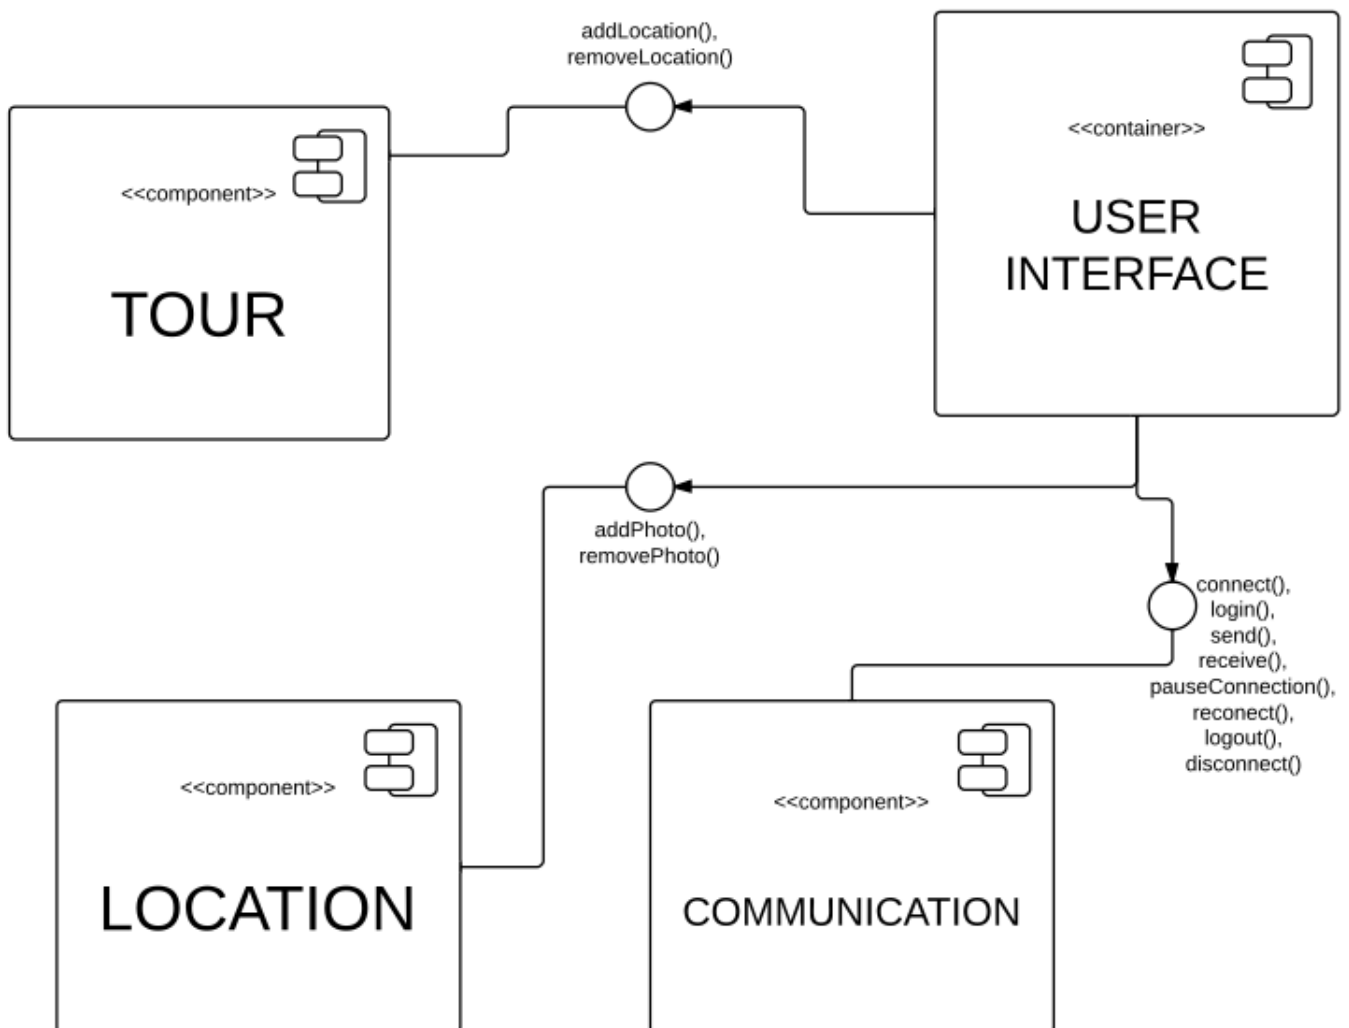 addLocation(),
removeLocation()
<<container>>
USER
INTERFACE
<<component>>
TOUR
addPhoto(),
removePhoto()
connect(),
login(),
send(),
receive(),
pauseConnection(),
reconect(),
logout(),
disconnect()
<<component>>
LOCATION
<<component>>
COMMUNICATION